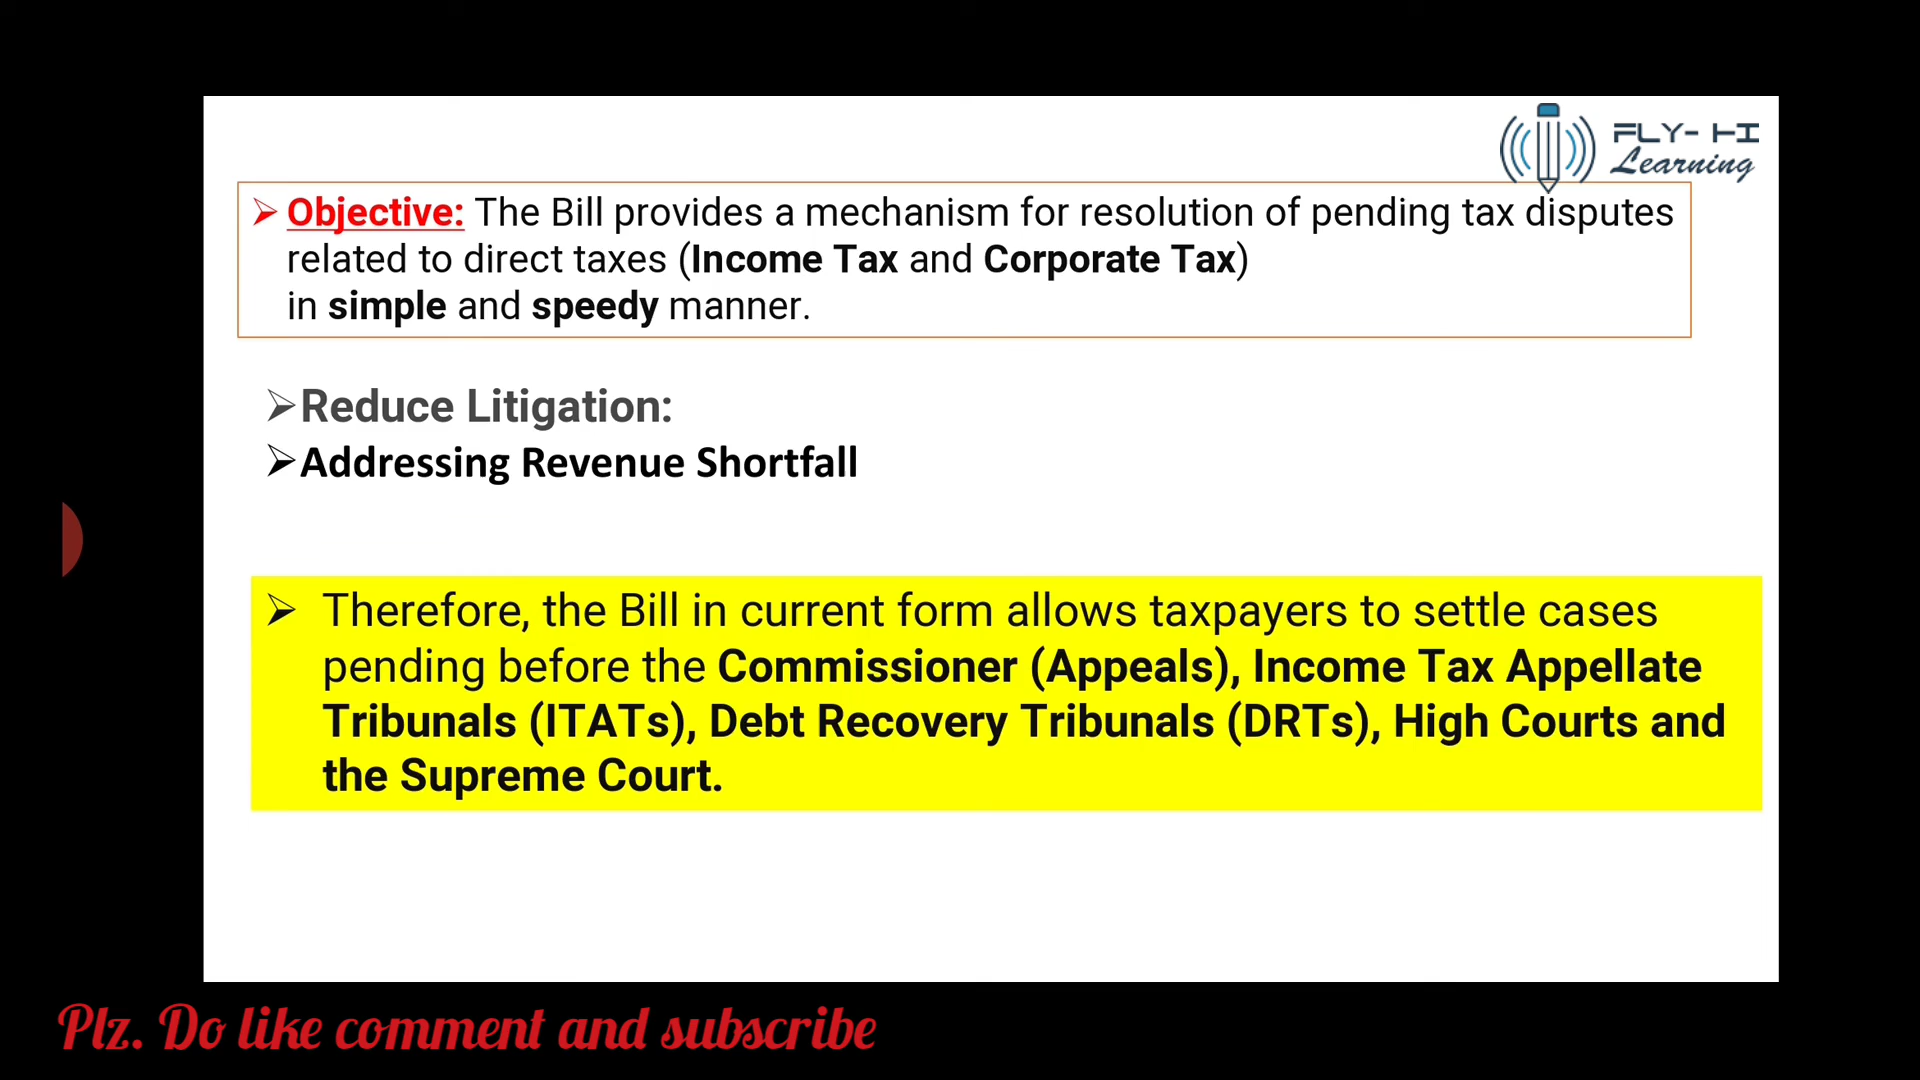 FLY- HI
Learning
➢ Objective: The Bill provides a mechanism for resolution of pending tax disputes
related to direct taxes (Income Tax and Corporate Tax)
in simple and speedy manner.
➢Reduce Litigation:
➢Addressing Revenue Shortfall
➢ Therefore, the Bill in current form allows taxpayers to settle cases
pending before the Commissioner (Appeals), Income Tax Appellate
Tribunals (ITATs), Debt Recovery Tribunals (DRTs), High Courts and
the Supreme Court.
Plz. Do like comment and subscribe